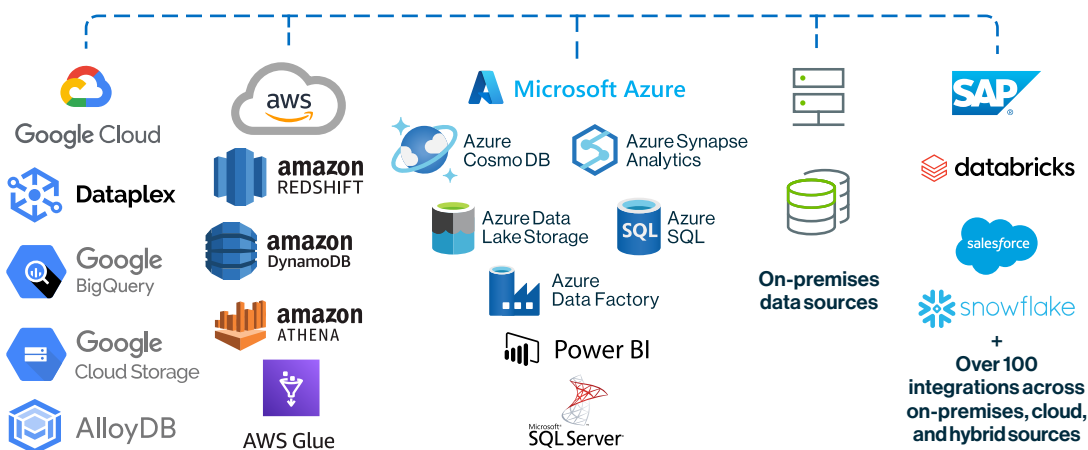 Google Cloud
Dataplex
Google
BigQuery
Google
Cloud Storage
AlloyDB
aws
amazon
REDSHIFT
amazon
DynamoDB
amazon
ATHENA
AWS Glue
Microsoft Azure
Azure
Cosmo DB
Azure Synapse
Analytics
Azure Data
Lake Storage
SQL
Azure
SQL
Azure
Data Factory
Power BI
Microsoft®
SQL Server®
On-premises
data sources
SAP®
databricks
salesforce
snowflake
+
Over 100
integrations across
on-premises, cloud,
and hybrid sources